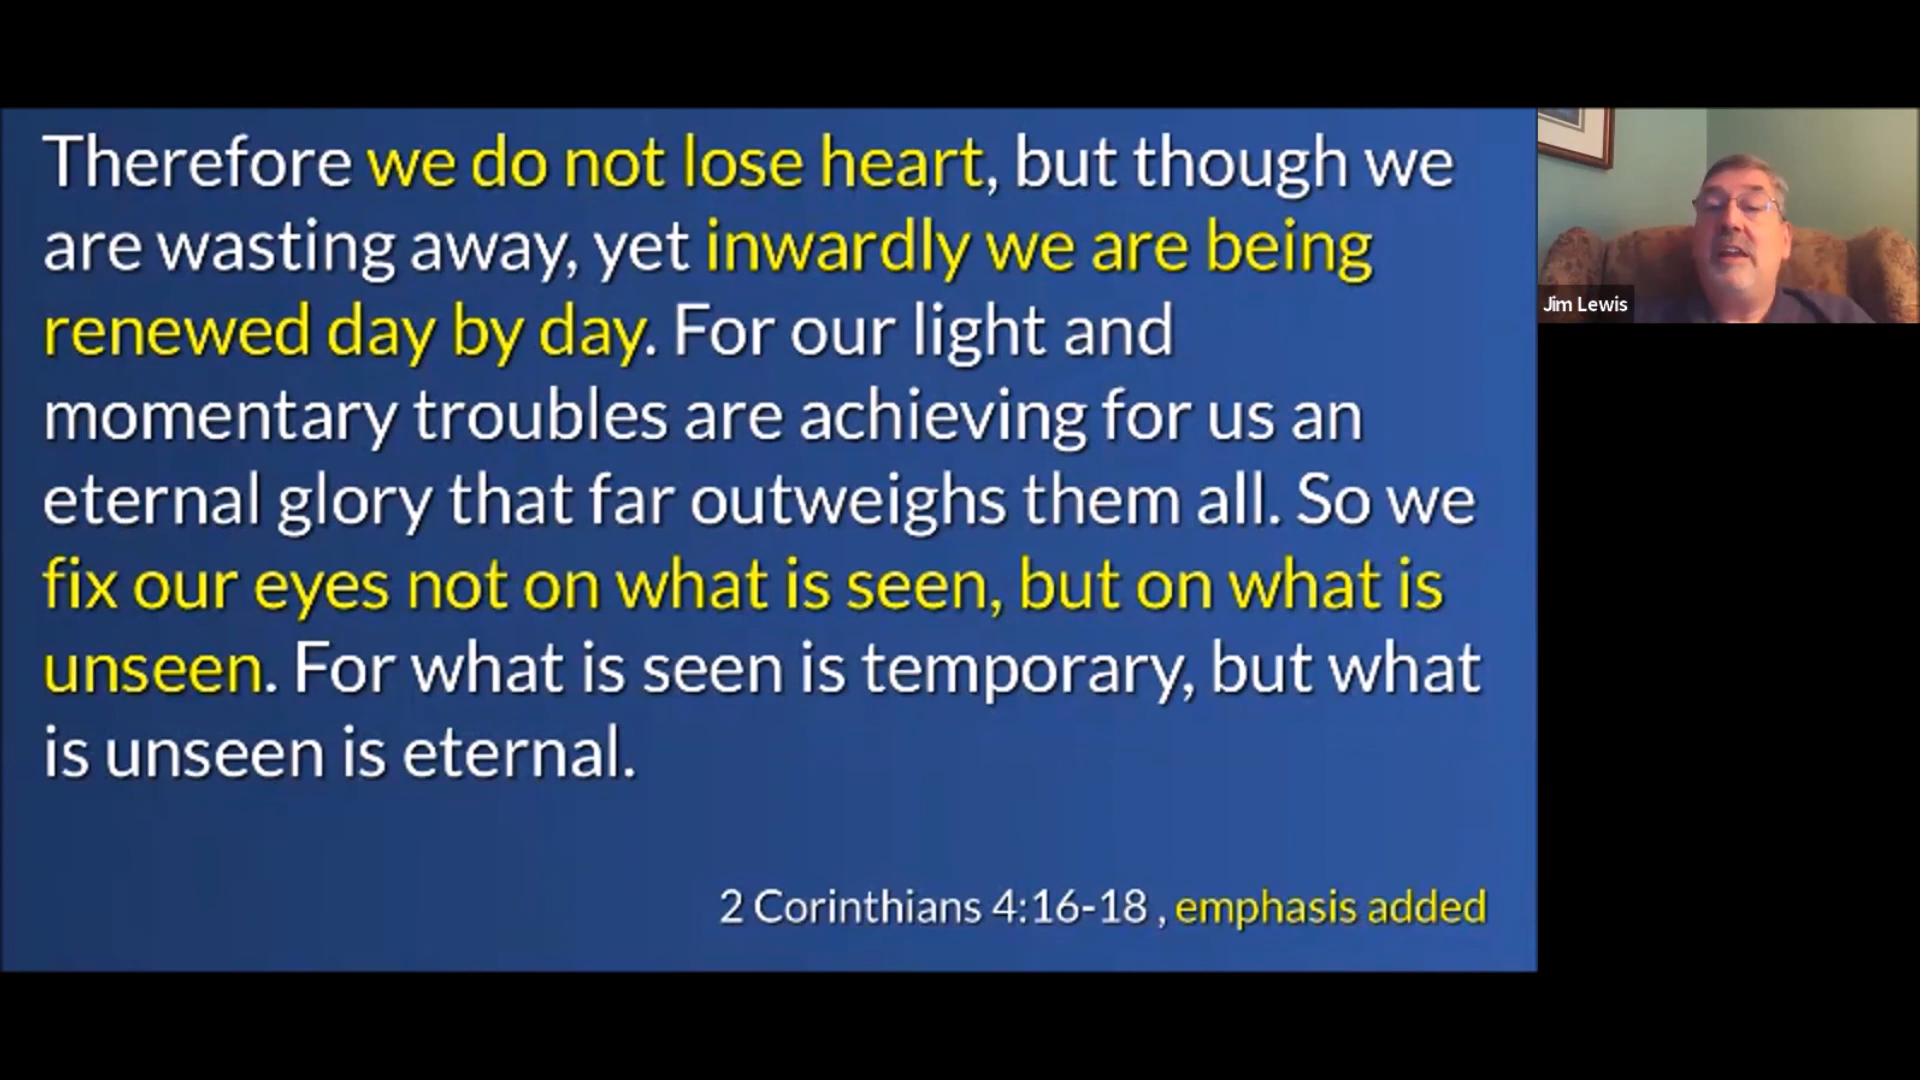 Therefore we do not lose heart, but though we
are wasting away, yet inwardly we are being
renewed day by day. For our light and
momentary troubles are achieving for us an
eternal glory that far outweighs them all. So we
fix our eyes not on what is seen, but on what is
unseen. For what is seen is temporary, but what
is unseen is eternal.
2 Corinthians 4:16-18 , emphasis added
Jim Lewis